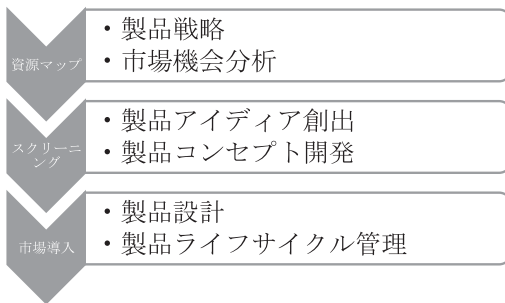 資源マップ
・製品戦略
・市場機会分析
スクリーニ
ング
・製品アイディア創出
・製品コンセプト開発
市場導入
・製品設計
・製品ライフサイクル管理